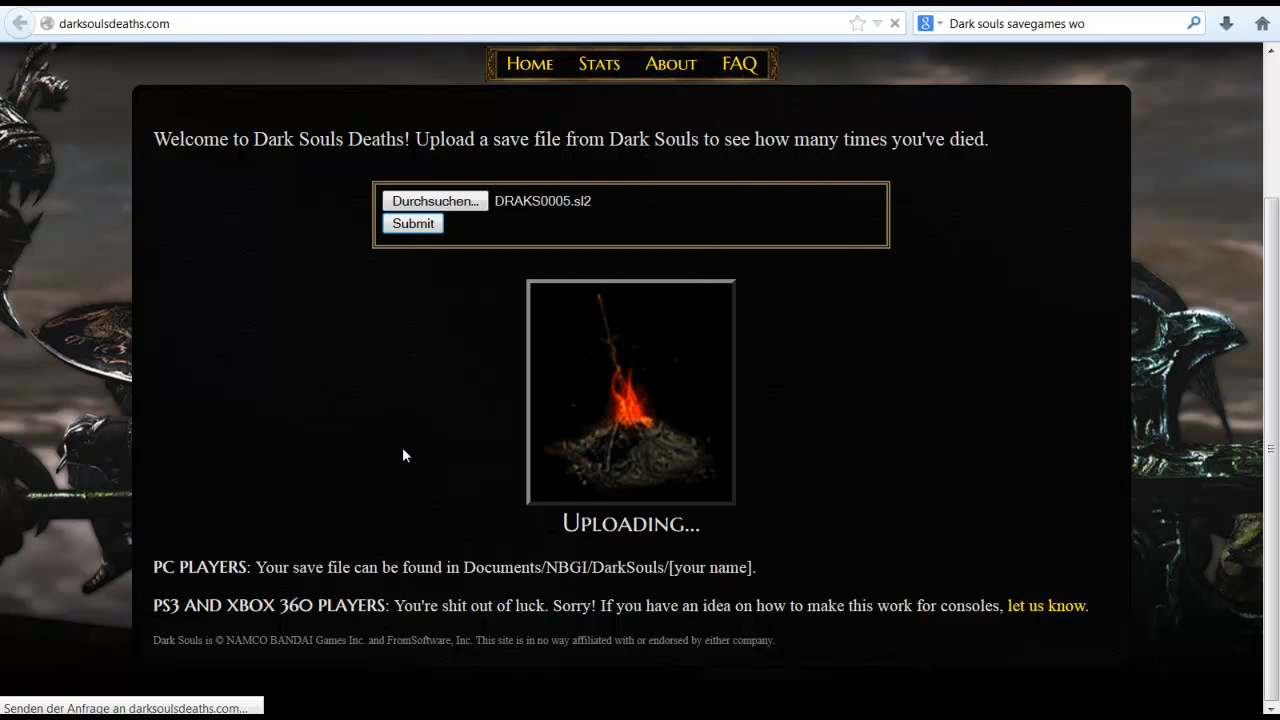 darksoulsdeaths.com
Dark souls savegames wo
Home Stats About FAQ
Welcome to Dark Souls Deaths! Upload a save file from Dark Souls to see how many times you've died.
Durchsuchen... DRAKS0005.sl2
Submit
Uploading...
PC PLAYERS: Your save file can be found in Documents/NBGI/DarkSouls/[your name].
PS3 AND XBOX 360 PLAYERS: You're shit out of luck. Sorry! If you have an idea on how to make this work for consoles, let us know.
Dark Souls is © NAMCO BANDAI Games Inc. and FromSoftware, Inc. This site is in no way affiliated with or endorsed by either company.
Senden der Anfrage an darksoulsdeaths.com...